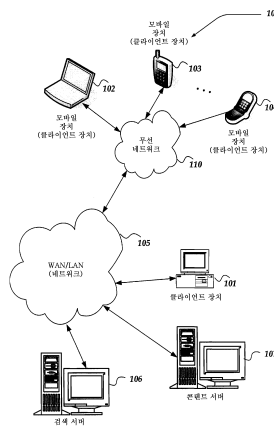 모바일
장치
(클라이언트 장치)
103
102
모바일
장치
(클라이언트 장치)
무선
네트워크
110
모바일
장치
(클라이언트 장치)
105
WAN/LAN
(네트워크)
101
클라이언트 장치
106
검색 서버
콘텐트 서버